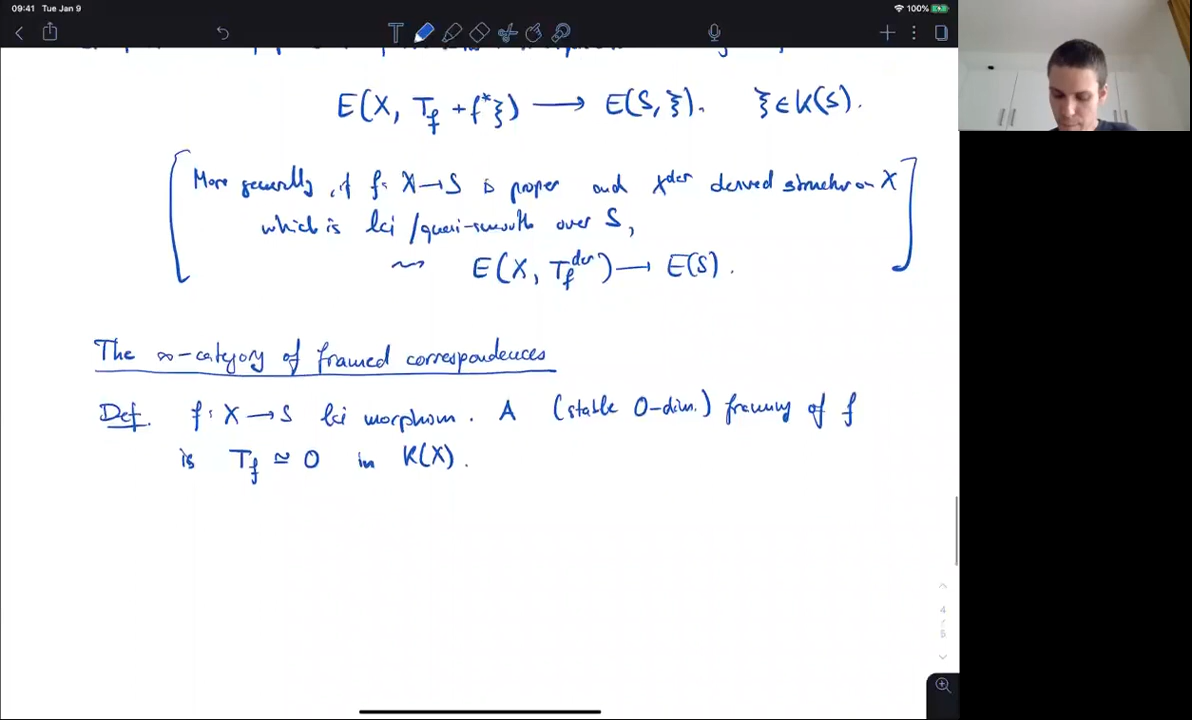 09:41 Tue Jan 9
100%
E(X, T_f + f*ξ) ⟶ E(S, ξ). ξ ∈ K(S).
More generally, if f: X → S is proper and X^der derived structure on X
which is lci / quasi-smooth over S,
⇝ E(X, T_f^der) ⟶ E(S).
The ∞-category of framed correspondences
Def. f: X → S lci morphism. A (stable 0-dim.) framing of f
is T_f ≃ 0 in K(X).
4
/